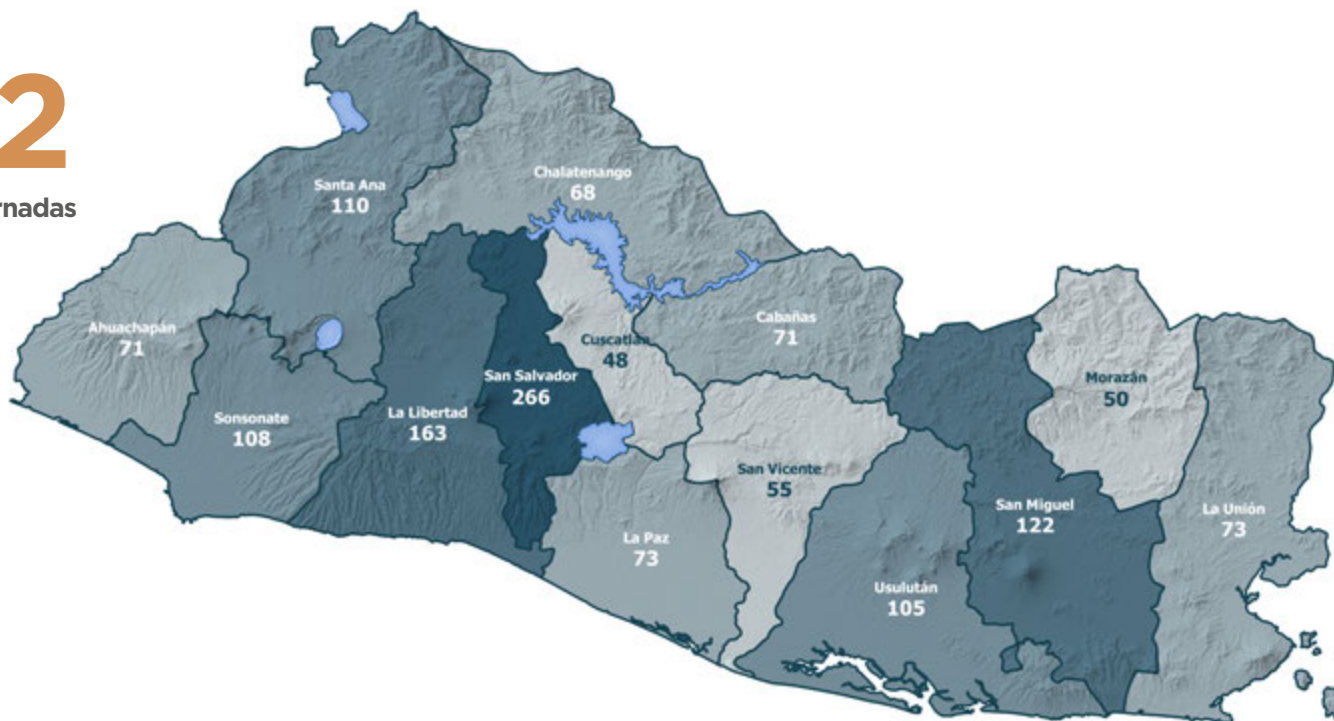 2
rnadas
Santa Ana
110
Chalatenango
68
Ahuachapán
71
Sonsonate
108
La Libertad
163
San Salvador
266
Cuscatlán
48
Cabañas
71
San Vicente
55
La Paz
73
Usulután
105
San Miguel
122
Morazán
50
La Unión
73